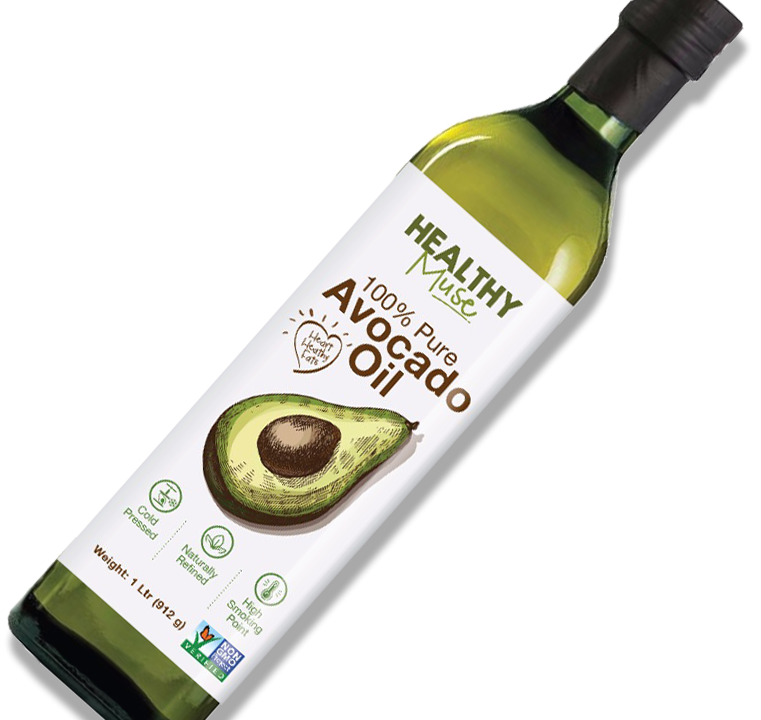 HEALTHY
Muse
100% Pure
Avocado
Oil
Heart
Healthy
Fats
Cold
Pressed
Naturally
Refined
High
Smoking
Point
Weight: 1 Ltr (912 g)
NON
GMO
Project
VERIFIED